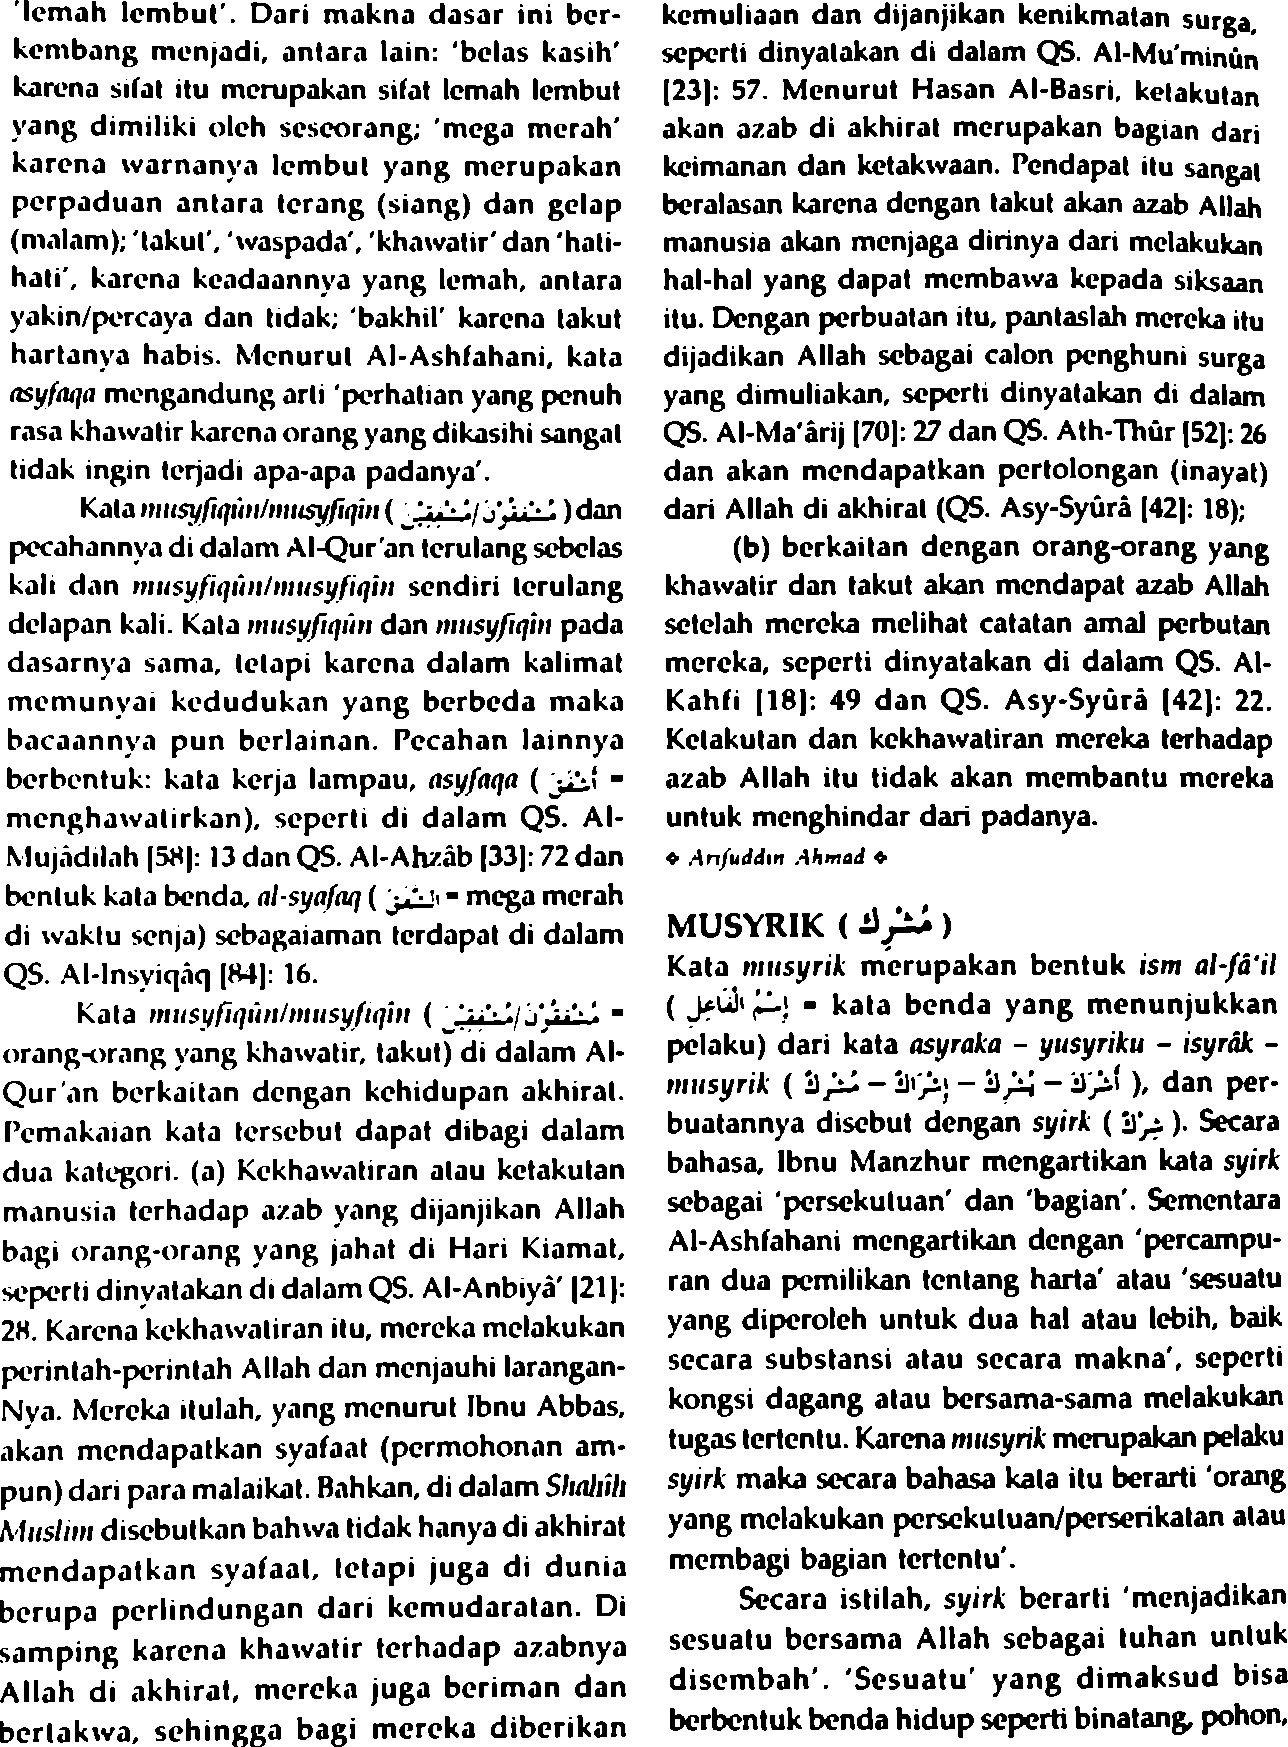 'lemah lembut'. Dari makna dasar ini ber-
kembang menjadi, antara lain: 'belas kasih'
karena sifat itu merupakan sifat lemah lembut
yang dimiliki oleh seseorang; 'mega merah'
karena warnanya lembut yang merupakan
perpaduan antara terang (siang) dan gelap
(malam); 'takut', 'waspada', 'khawatir' dan 'hati-
hati', karena keadaannya yang lemah, antara
yakin/percaya dan tidak; 'bakhil' karena takut
hartanya habis. Menurut Al-Ashfahani, kata
asyfaqa mengandung arti 'perhatian yang penuh
rasa khawatir karena orang yang dikasihi sangat
tidak ingin terjadi apa-apa padanya'.
Kata musyfiqûn/musyfiqîn ( مُشْفِقُوْنَ/مُشْفِقِيْنَ ) dan
pecahannya di dalam Al-Qur'an terulang sebelas
kali dan musyfiqûn/musyfiqîn sendiri terulang
delapan kali. Kata musyfiqûn dan musyfiqîn pada
dasarnya sama, tetapi karena dalam kalimat
memunyai kedudukan yang berbeda maka
bacaannya pun berlainan. Pecahan lainnya
berbentuk: kata kerja lampau, asyfaqa ( أَشْفَقَ =
menghawatirkan), seperti di dalam QS. Al-
Mujâdilah [58]: 13 dan QS. Al-Ahzâb [33]: 72 dan
bentuk kata benda, al-syafaq ( الشَّفَقُ = mega merah
di waktu senja) sebagaiaman terdapat di dalam
QS. Al-Insyiqâq [84]: 16.
Kata musyfiqûn/musyfiqîn ( مُشْفِقُوْنَ/مُشْفِقِيْنَ =
orang-orang yang khawatir, takut) di dalam Al-
Qur'an berkaitan dengan kehidupan akhirat.
Pemakaian kata tersebut dapat dibagi dalam
dua kategori. (a) Kekhawatiran atau ketakutan
manusia terhadap azab yang dijanjikan Allah
bagi orang-orang yang jahat di Hari Kiamat,
seperti dinyatakan di dalam QS. Al-Anbiyâ' [21]:
28. Karena kekhawatiran itu, mereka melakukan
perintah-perintah Allah dan menjauhi larangan-
Nya. Mereka itulah, yang menurut Ibnu Abbas,
akan mendapatkan syafaat (permohonan am-
pun) dari para malaikat. Bahkan, di dalam Shahîh
Muslim disebutkan bahwa tidak hanya di akhirat
mendapatkan syafaat, tetapi juga di dunia
berupa perlindungan dari kemudaratan. Di
samping karena khawatir terhadap azabnya
Allah di akhirat, mereka juga beriman dan
bertakwa, sehingga bagi mereka diberikan
kemuliaan dan dijanjikan kenikmatan surga,
seperti dinyatakan di dalam QS. Al-Mu'minûn
[23]: 57. Menurut Hasan Al-Basri, ketakutan
akan azab di akhirat merupakan bagian dari
keimanan dan ketakwaan. Pendapat itu sangat
beralasan karena dengan takut akan azab Allah
manusia akan menjaga dirinya dari melakukan
hal-hal yang dapat membawa kepada siksaan
itu. Dengan perbuatan itu, pantaslah mereka itu
dijadikan Allah sebagai calon penghuni surga
yang dimuliakan, seperti dinyatakan di dalam
QS. Al-Ma'ârij [70]: 27 dan QS. Ath-Thûr [52]: 26
dan akan mendapatkan pertolongan (inayat)
dari Allah di akhirat (QS. Asy-Syûrâ [42]: 18);
(b) berkaitan dengan orang-orang yang
khawatir dan takut akan mendapat azab Allah
setelah mereka melihat catatan amal perbutan
mereka, seperti dinyatakan di dalam QS. Al-
Kahfi [18]: 49 dan QS. Asy-Syûrâ [42]: 22.
Ketakutan dan kekhawatiran mereka terhadap
azab Allah itu tidak akan membantu mereka
untuk menghindar dari padanya.
❖ Arifuddin Ahmad ❖
MUSYRIK ( مُشْرِك )
Kata musyrik merupakan bentuk ism al-fâ'il
( اِسْمُ الْفَاعِلِ = kata benda yang menunjukkan
pelaku) dari kata asyraka – yusyriku – isyrâk –
musyrik ( أَشْرَكَ – يُشْرِكُ – إِشْرَاكٌ – مُشْرِكٌ ), dan per-
buatannya disebut dengan syirk ( شِرْكٌ ). Secara
bahasa, Ibnu Manzhur mengartikan kata syirk
sebagai 'persekutuan' dan 'bagian'. Sementara
Al-Ashfahani mengartikan dengan 'percampu-
ran dua pemilikan tentang harta' atau 'sesuatu
yang diperoleh untuk dua hal atau lebih, baik
secara substansi atau secara makna', seperti
kongsi dagang atau bersama-sama melakukan
tugas tertentu. Karena musyrik merupakan pelaku
syirk maka secara bahasa kata itu berarti 'orang
yang melakukan persekutuan/perserikatan atau
membagi bagian tertentu'.
Secara istilah, syirk berarti 'menjadikan
sesuatu bersama Allah sebagai tuhan untuk
disembah'. 'Sesuatu' yang dimaksud bisa
berbentuk benda hidup seperti binatang, pohon,